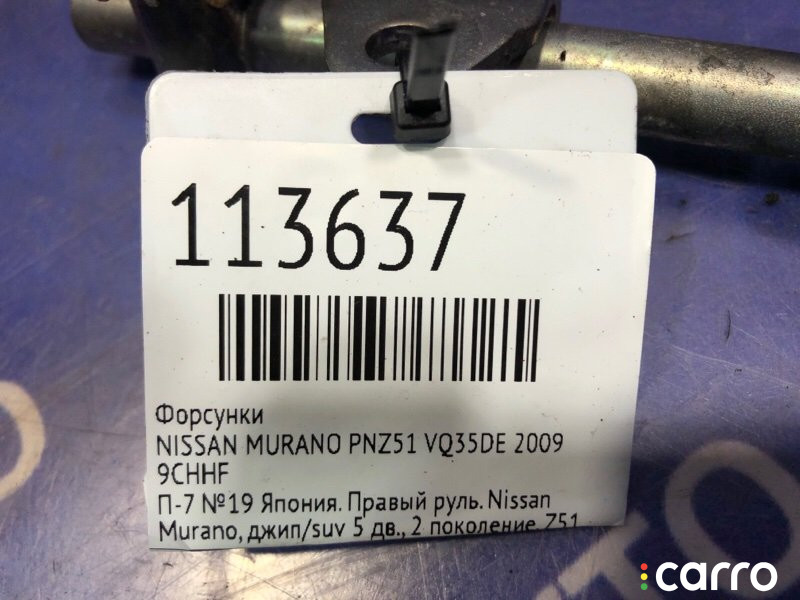 113637
Форсунки
NISSAN MURANO PNZ51 VQ35DE 2009
9CHHF
П-7 №19 Япония. Правый руль. Nissan
Murano, джип/suv 5 дв., 2 поколение. Z51
carro